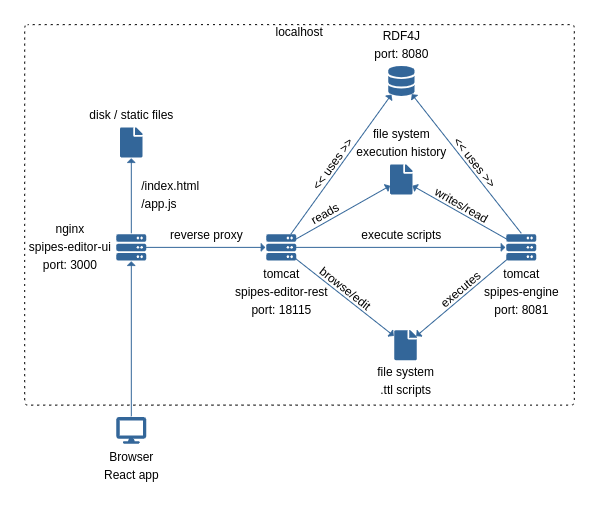 localhost
RDF4J
port: 8080
disk / static files
file system
execution history
<< uses >>
<< uses >>
/index.html
/app.js
reads
writes/read
nginx
spipes-editor-ui
port: 3000
reverse proxy
execute scripts
tomcat
spipes-editor-rest
port: 18115
browse/edit
executes
tomcat
spipes-engine
port: 8081
file system
.ttl scripts
Browser
React app